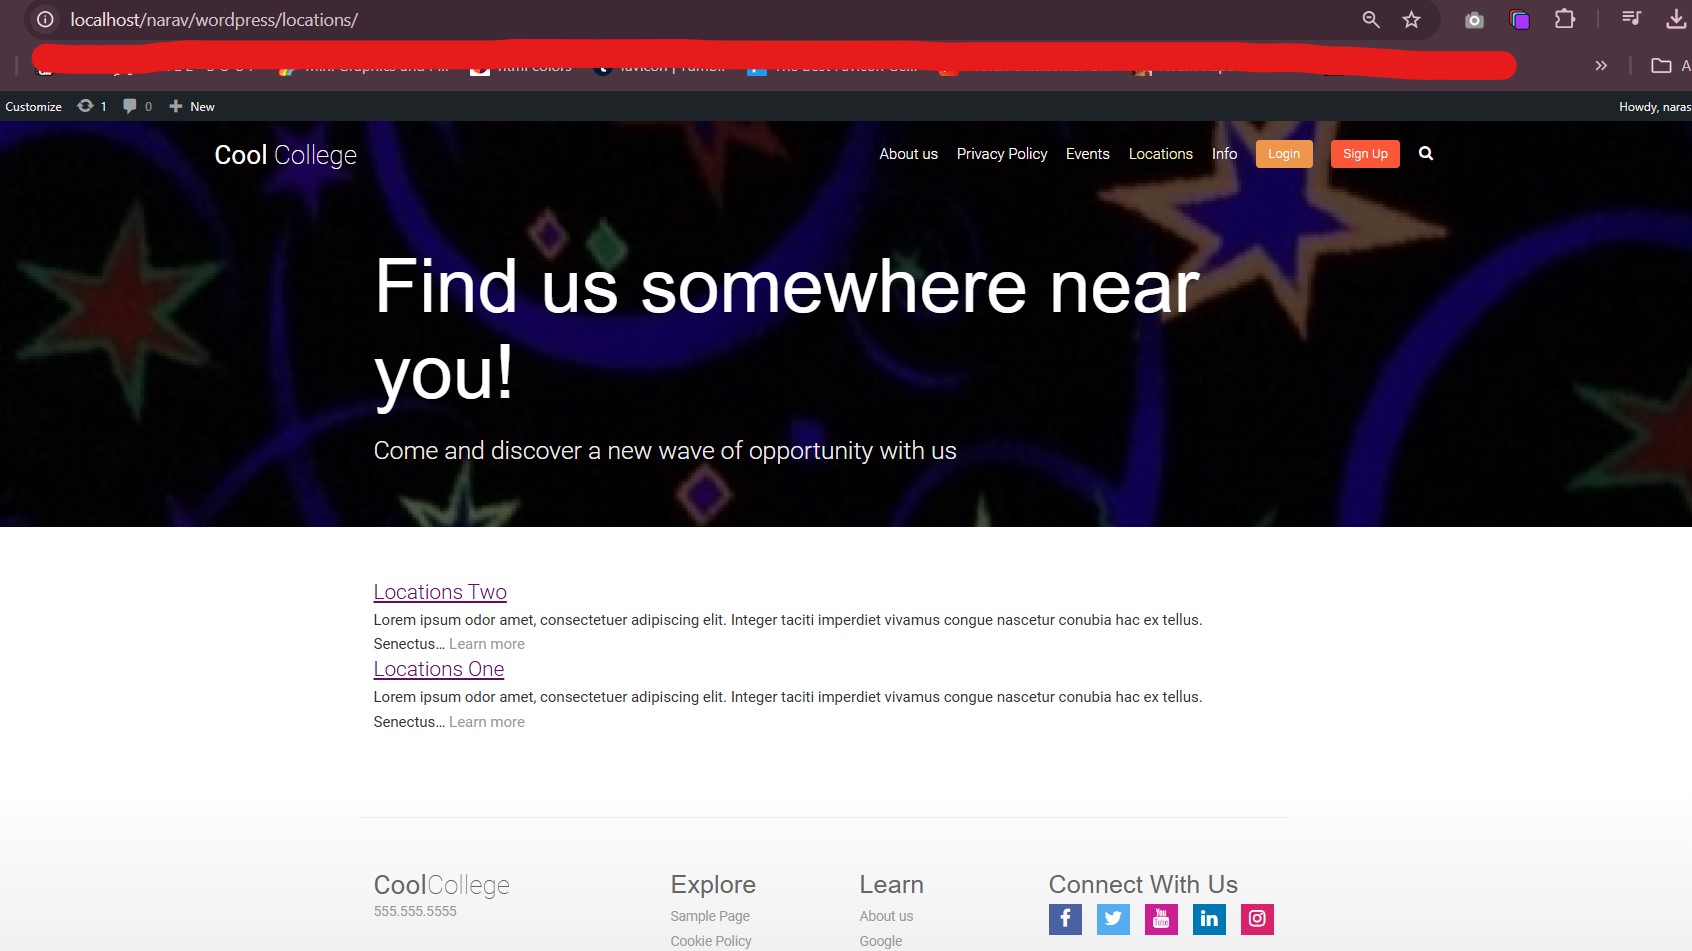 localhost/narav/wordpress/locations/
Customize 1 0 New Howdy, naras
Cool College About us Privacy Policy Events Locations Info Login Sign Up
Find us somewhere near
you!
Come and discover a new wave of opportunity with us
Locations Two
Lorem ipsum odor amet, consectetuer adipiscing elit. Integer taciti imperdiet vivamus congue nascetur conubia hac ex tellus.
Senectus… Learn more
Locations One
Lorem ipsum odor amet, consectetuer adipiscing elit. Integer taciti imperdiet vivamus congue nascetur conubia hac ex tellus.
Senectus… Learn more
CoolCollege Explore Learn Connect With Us
555.555.5555 Sample Page About us
Cookie Policy Google